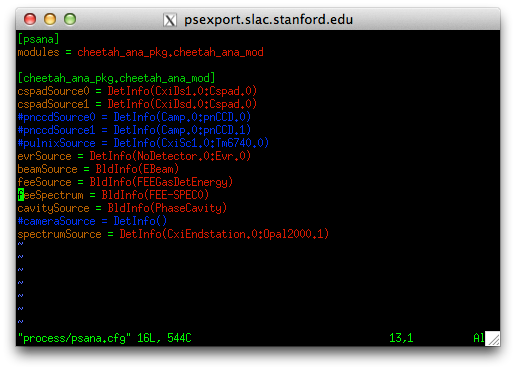 psexport.slac.stanford.edu
[psana]
modules = cheetah_ana_pkg.cheetah_ana_mod
[cheetah_ana_pkg.cheetah_ana_mod]
cspadSource0 = DetInfo(CxiDs1.0:Cspad.0)
cspadSource1 = DetInfo(CxiDsd.0:Cspad.0)
#pnccdSource0 = DetInfo(Camp.0:pnCCD.0)
#pnccdSource1 = DetInfo(Camp.0:pnCCD.1)
#pulnixSource = DetInfo(CxiSc1.0:Tm6740.0)
evrSource = DetInfo(NoDetector.0:Evr.0)
beamSource = BldInfo(EBeam)
feeSource = BldInfo(FEEGasDetEnergy)
feeSpectrum = BldInfo(FEE-SPEC0)
cavitySource = BldInfo(PhaseCavity)
#cameraSource = DetInfo()
spectrumSource = DetInfo(CxiEndstation.0:Opal2000.1)
~
~
~
~
~
~
~
"process/psana.cfg" 16L, 544C 13,1 Al